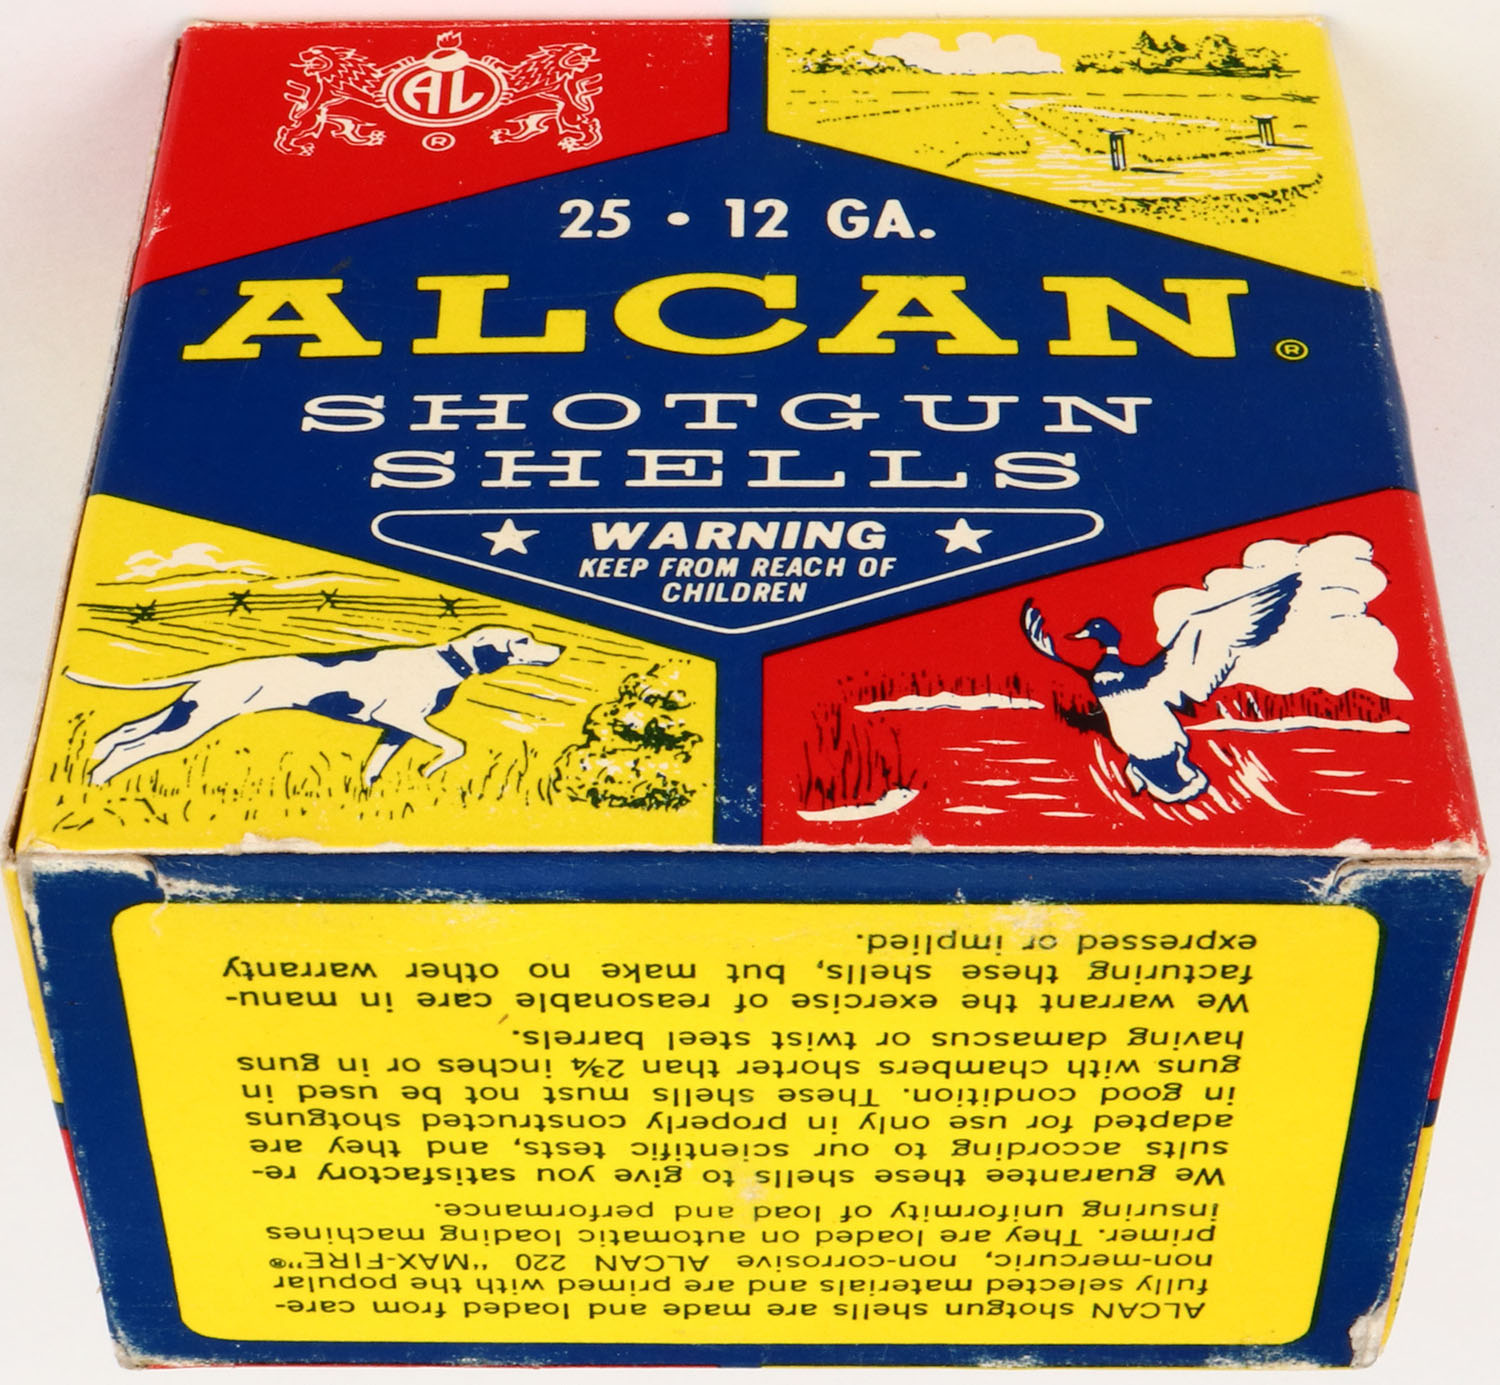 AL
®
25 • 12 GA.
ALCAN®
SHOTGUN
SHELLS
WARNING
KEEP FROM REACH OF
CHILDREN
ALCAN shotgun shells are made and loaded from care-
fully selected materials and are primed with the popular
non-mercuric, non-corrosive ALCAN 220 "MAX-FIRE"®
primer. They are loaded on automatic loading machines
insuring uniformity of load and performance.
We guarantee these shells to give you satisfactory re-
sults according to our scientific tests, and they are
adapted for use only in properly constructed shotguns
in good condition. These shells must not be used in
guns with chambers shorter than 2¾ inches or in guns
having damascus or twist steel barrels.
We warrant the exercise of reasonable care in manu-
facturing these shells, but make no other warranty
expressed or implied.